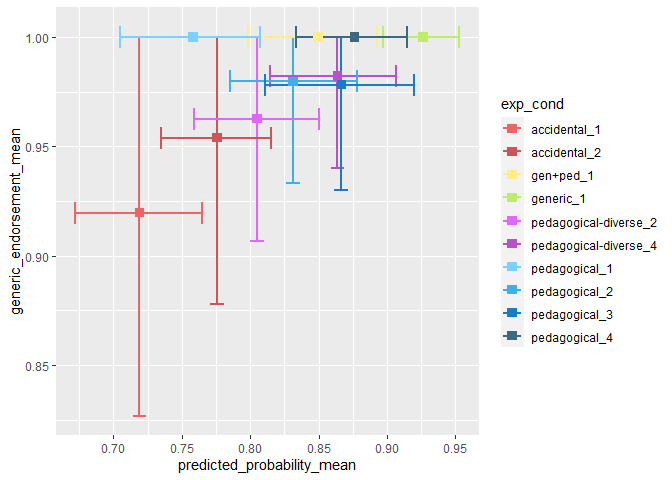 1.00
0.95
0.90
0.85
generic_endorsement_mean
0.70 0.75 0.80 0.85 0.90 0.95
predicted_probability_mean
exp_cond
accidental_1
accidental_2
gen+ped_1
generic_1
pedagogical-diverse_2
pedagogical-diverse_4
pedagogical_1
pedagogical_2
pedagogical_3
pedagogical_4